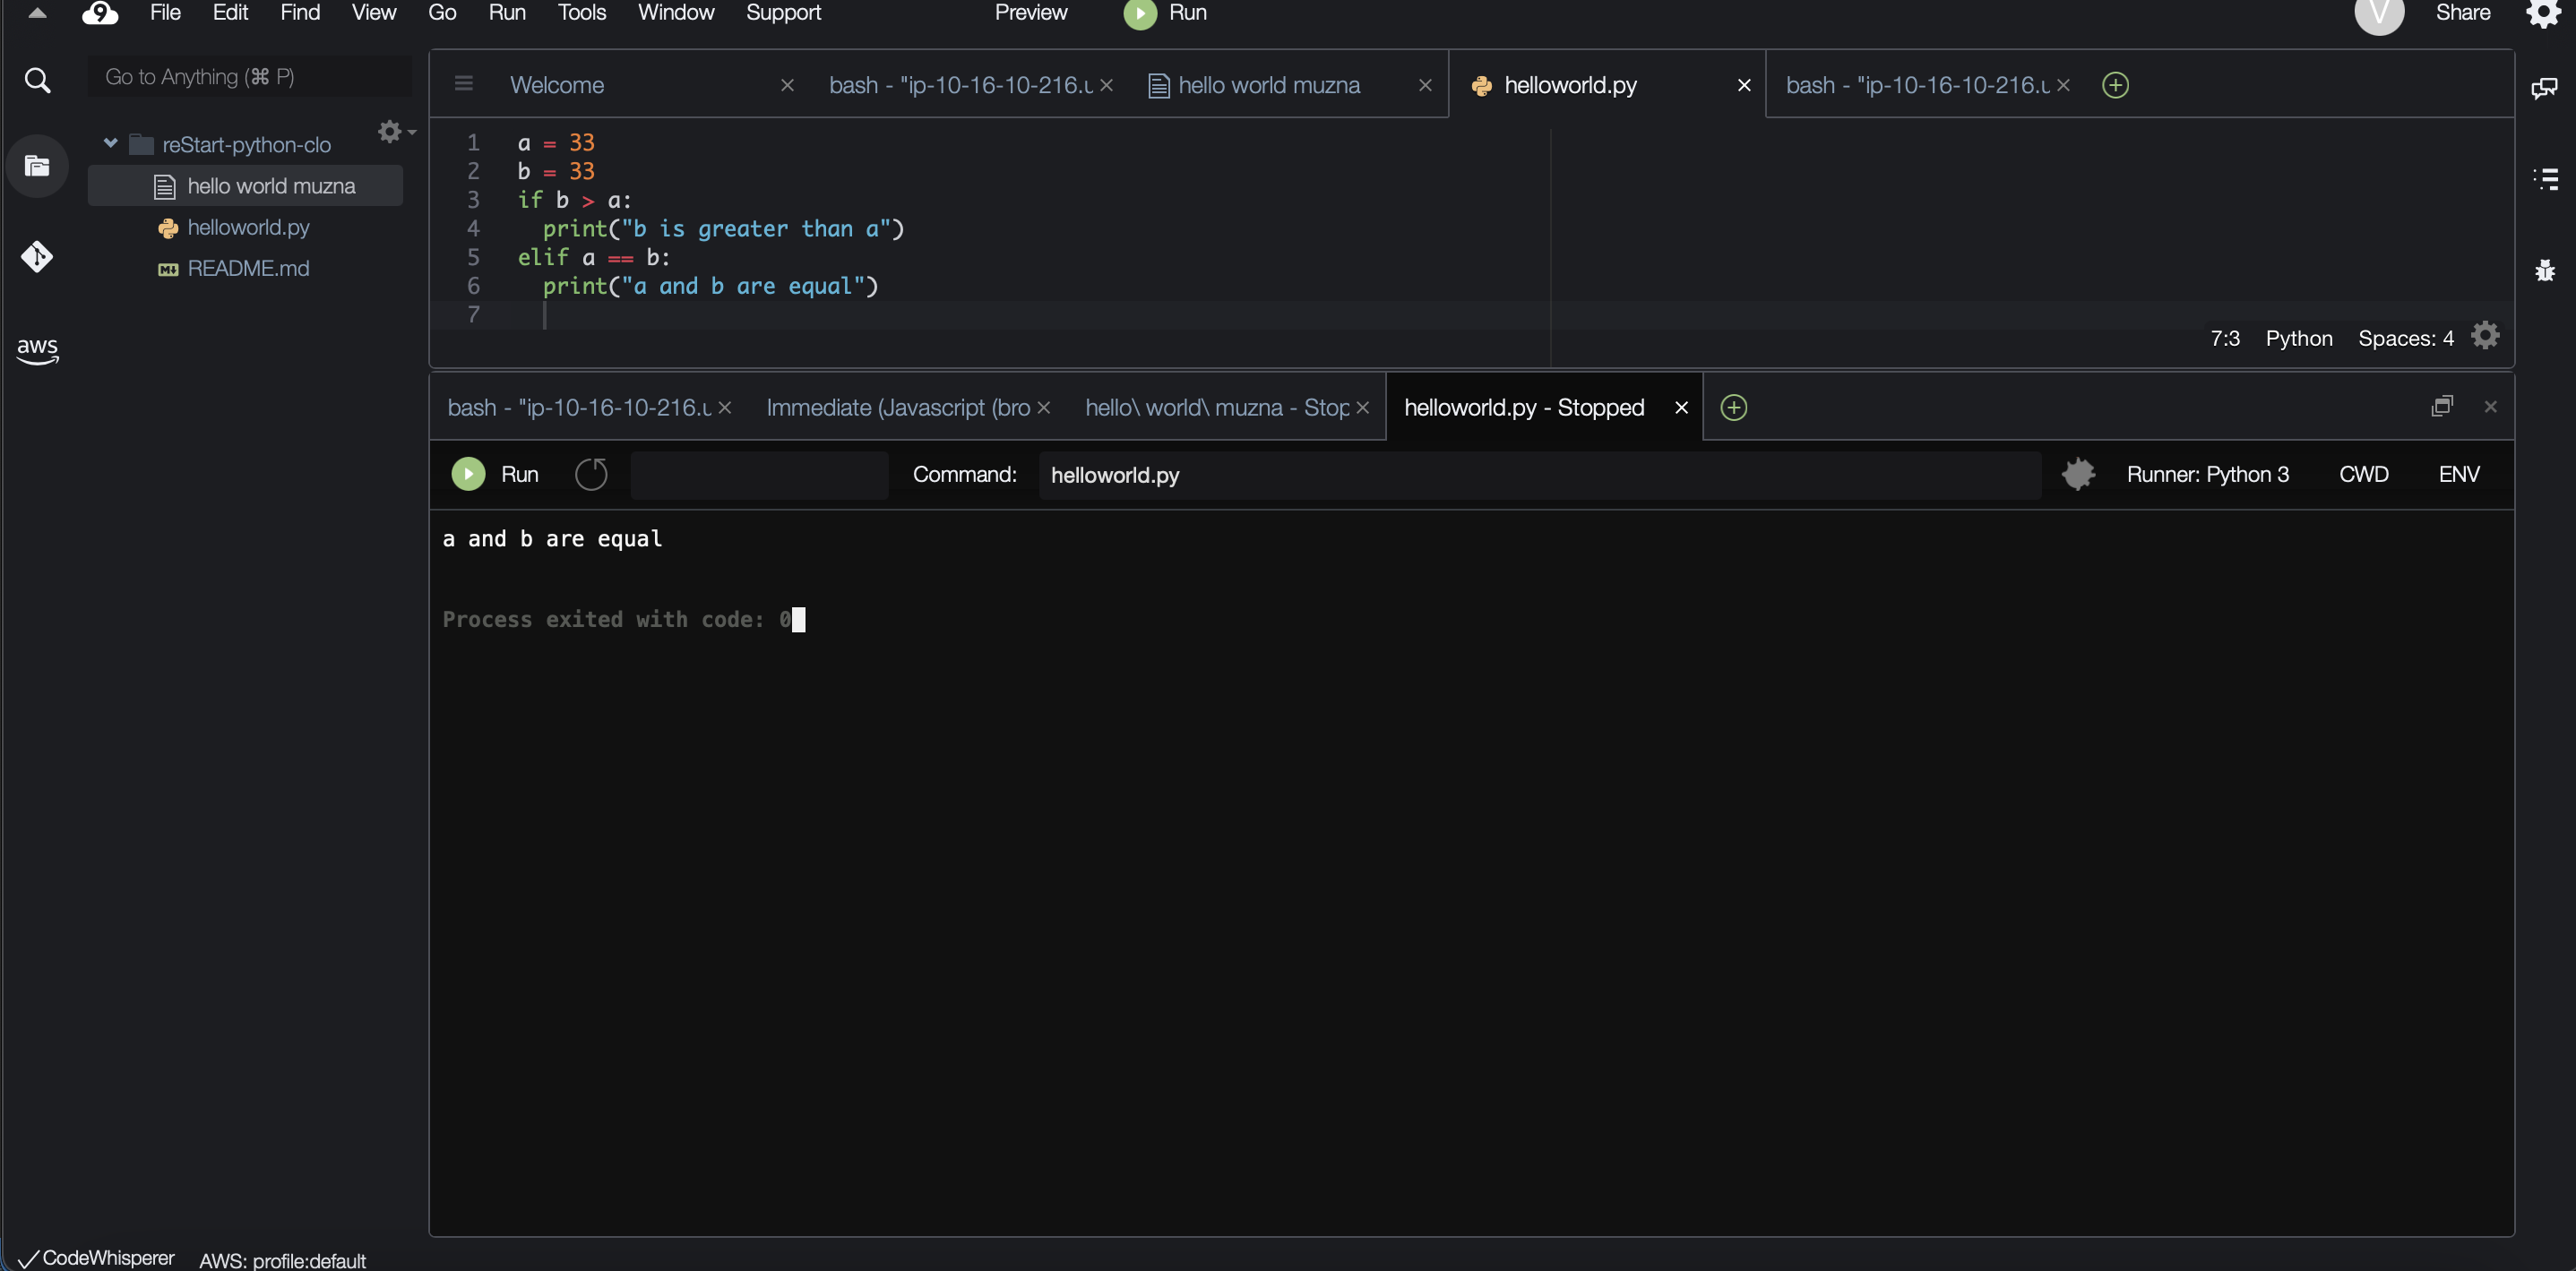 File Edit Find View Go Run Tools Window Support Preview Run V Share
Go to Anything (⌘ P)
reStart-python-clo
hello world muzna
helloworld.py
README.md
aws
Welcome bash - "ip-10-16-10-216.u hello world muzna helloworld.py bash - "ip-10-16-10-216.u
1 a = 33
2 b = 33
3 if b > a:
4 print("b is greater than a")
5 elif a == b:
6 print("a and b are equal")
7
7:3 Python Spaces: 4
bash - "ip-10-16-10-216.u Immediate (Javascript (bro hello\ world\ muzna - Stop helloworld.py - Stopped
Run Command: helloworld.py Runner: Python 3 CWD ENV
a and b are equal
Process exited with code: 0
CodeWhisperer AWS: profile:default